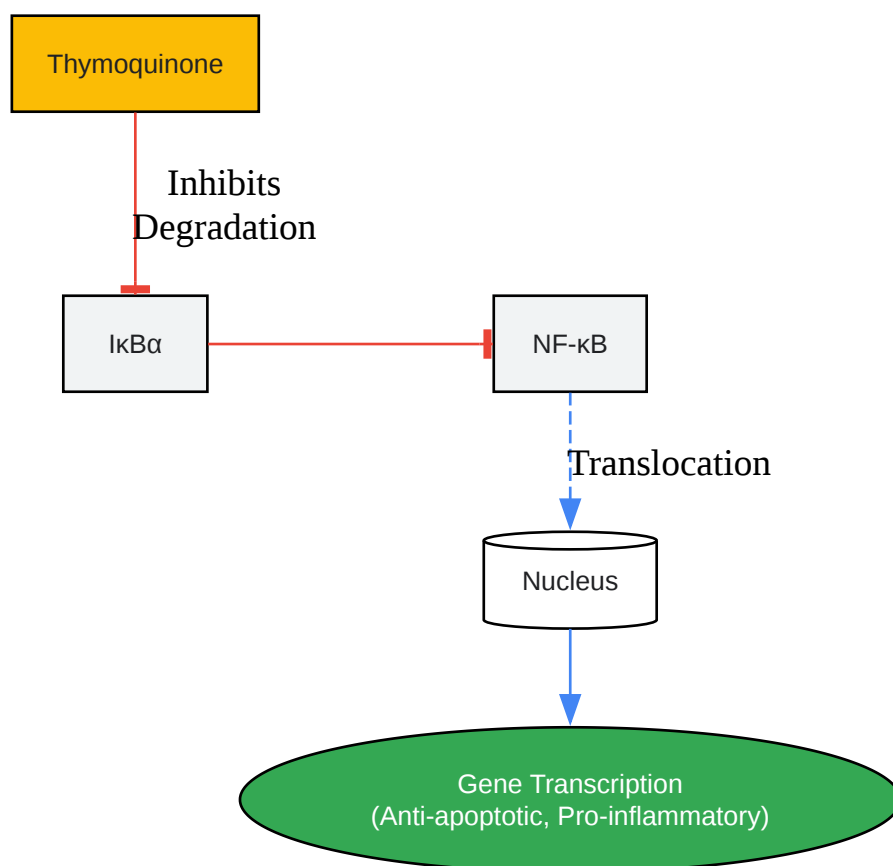 Thymoquinone
Inhibits
Degradation
IκBα
NF-κB
Translocation
Nucleus
Gene Transcription
(Anti-apoptotic, Pro-inflammatory)